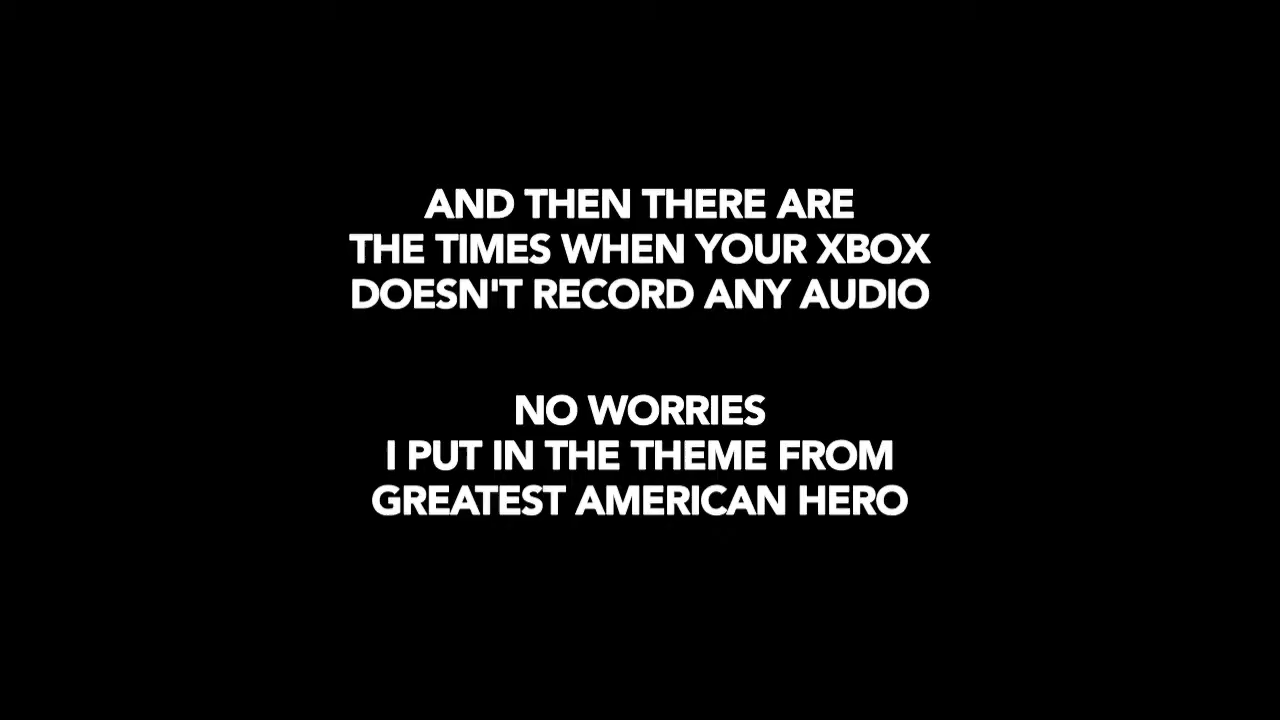 AND THEN THERE ARE
THE TIMES WHEN YOUR XBOX
DOESN'T RECORD ANY AUDIO
NO WORRIES
I PUT IN THE THEME FROM
GREATEST AMERICAN HERO